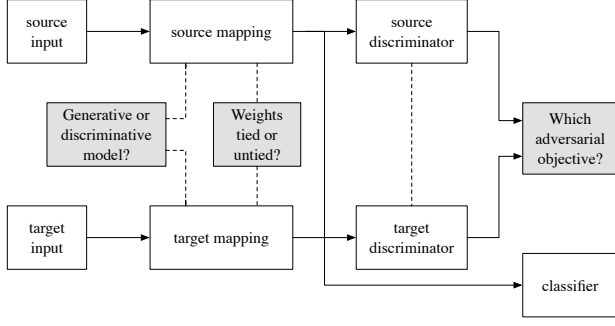 source
input
source mapping
source
discriminator
Generative or
discriminative
model?
Weights
tied or
untied?
Which
adversarial
objective?
target
input
target mapping
target
discriminator
classifier